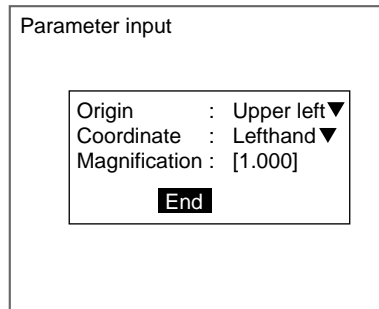 Parameter input
Origin : Upper left▼
Coordinate : Lefthand▼
Magnification : [1.000]
End